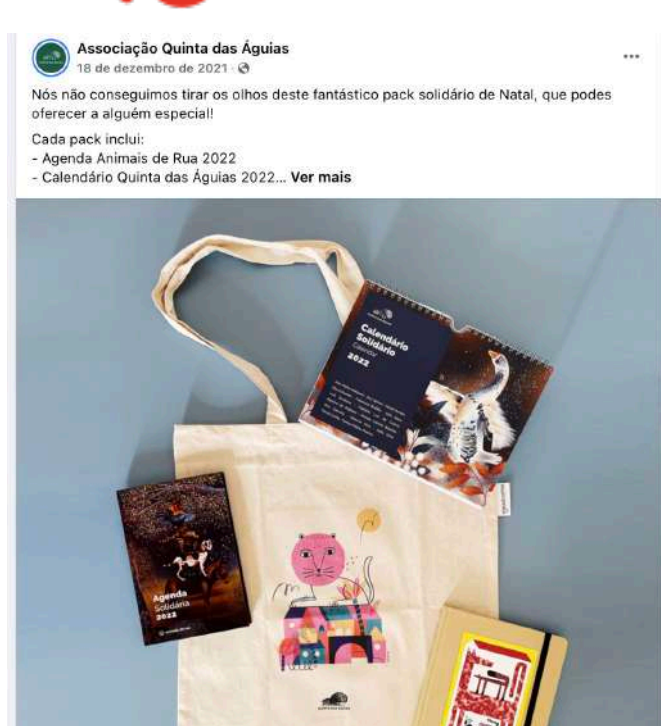 Associação Quinta das Águias
18 de dezembro de 2021 ·
Nós não conseguimos tirar os olhos deste fantástico pack solidário de Natal, que podes
oferecer a alguém especial!
Cada pack inclui:
- Agenda Animais de Rua 2022
- Calendário Quinta das Águias 2022... Ver mais
Calendário
Solidário
Calendar
2022
Agenda
Solidária
2022